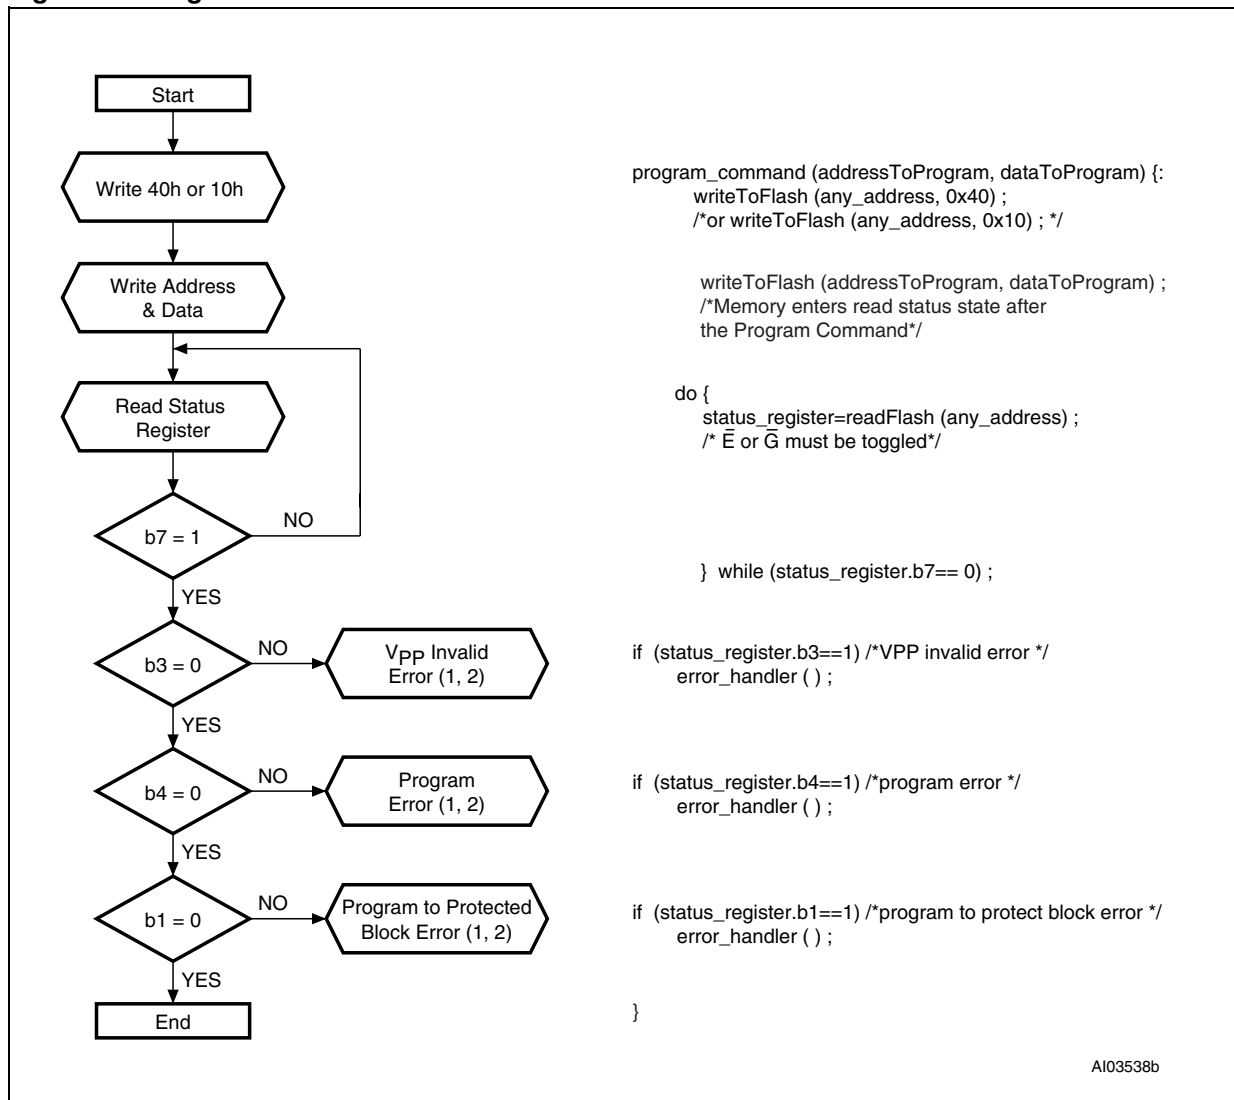 Start
Write 40h or 10h
Write Address
& Data
Read Status
Register
b7 = 1
NO
YES
b3 = 0
NO
VPP Invalid
Error (1, 2)
YES
b4 = 0
NO
Program
Error (1, 2)
YES
b1 = 0
NO
Program to Protected
Block Error (1, 2)
YES
End
program_command (addressToProgram, dataToProgram) {:
writeToFlash (any_address, 0x40) ;
/*or writeToFlash (any_address, 0x10) ; */
writeToFlash (addressToProgram, dataToProgram) ;
/*Memory enters read status state after
the Program Command*/
do {
status_register=readFlash (any_address) ;
/* E̅ or G̅ must be toggled*/
} while (status_register.b7== 0) ;
if (status_register.b3==1) /*VPP invalid error */
error_handler ( ) ;
if (status_register.b4==1) /*program error */
error_handler ( ) ;
if (status_register.b1==1) /*program to protect block error */
error_handler ( ) ;
}
AI03538b